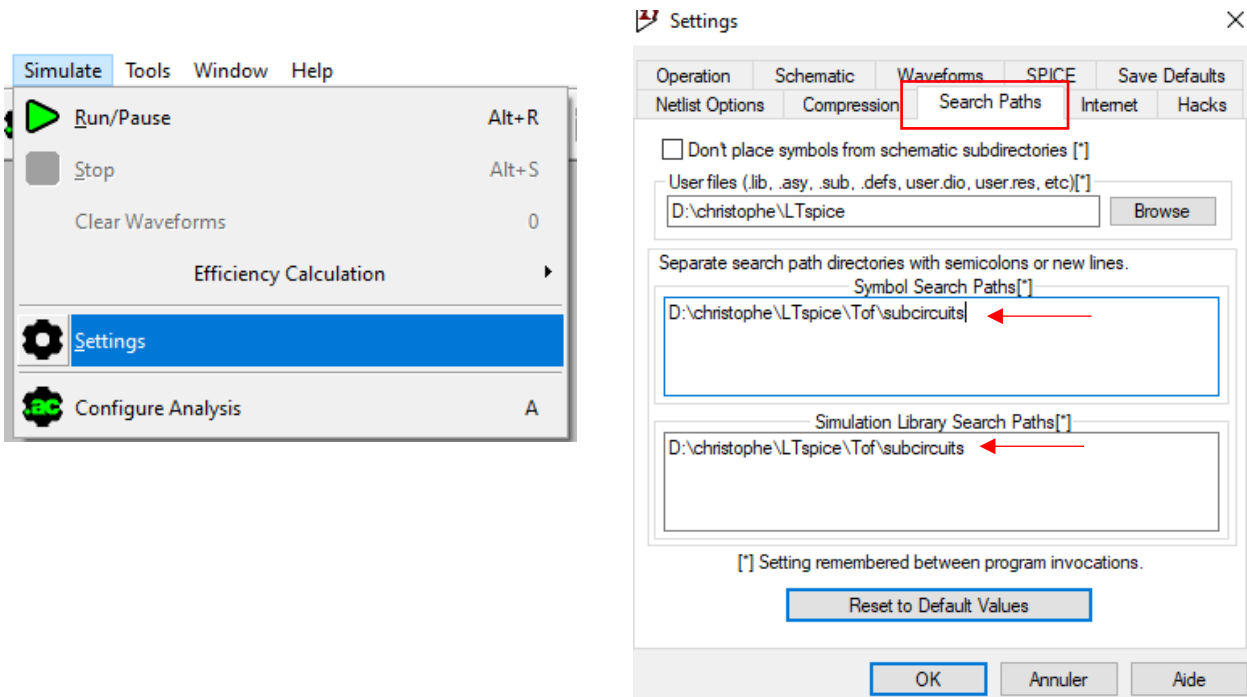 Simulate Tools Window Help
Run/Pause Alt+R
Stop Alt+S
Clear Waveforms 0
Efficiency Calculation
Settings
.ac Configure Analysis A
Settings
Operation Schematic Waveforms SPICE Save Defaults
Netlist Options Compression Search Paths Internet Hacks
Don't place symbols from schematic subdirectories [*]
User files (.lib, .asy, .sub, .defs, user.dio, user.res, etc)[*]
D:\christophe\LTspice Browse
Separate search path directories with semicolons or new lines.
Symbol Search Paths[*]
D:\christophe\LTspice\Tof\subcircuits
Simulation Library Search Paths[*]
D:\christophe\LTspice\Tof\subcircuits
[*] Setting remembered between program invocations.
Reset to Default Values
OK Annuler Aide